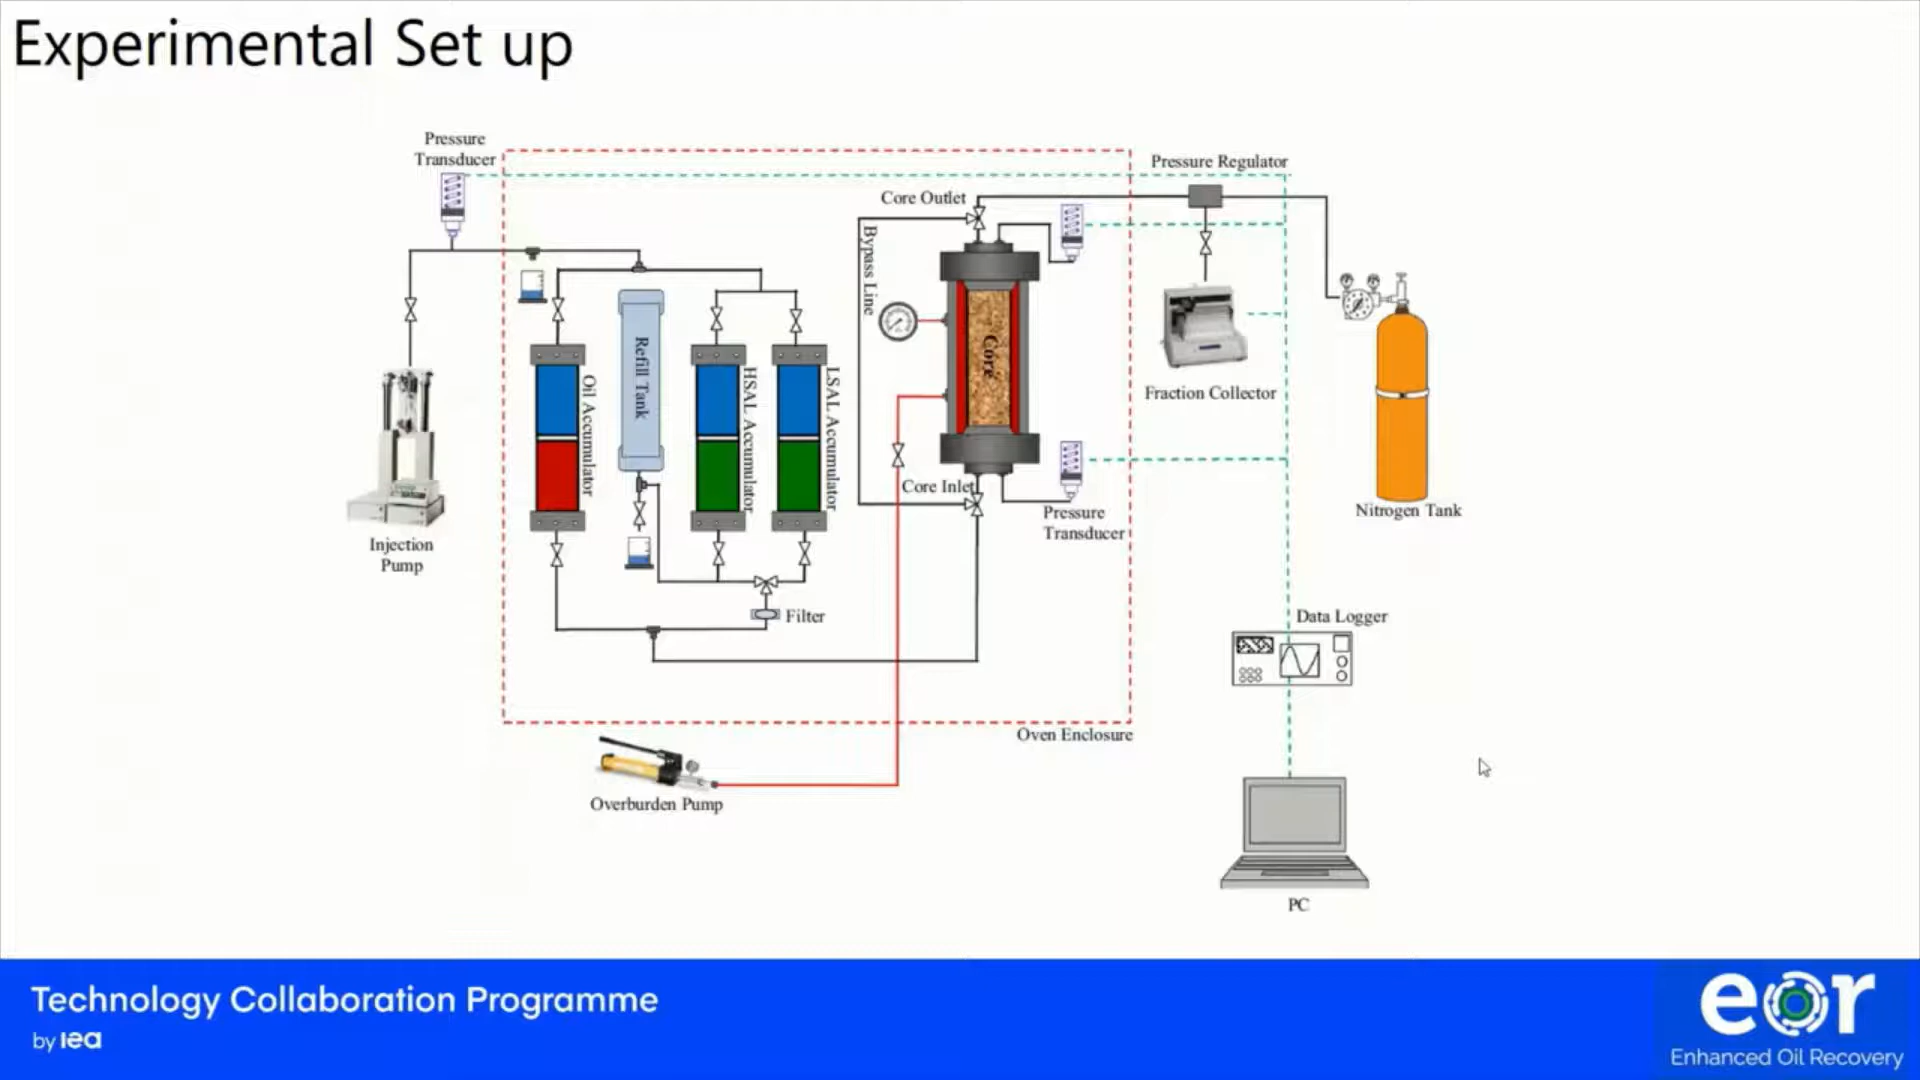 Experimental Set up
Pressure
Transducer
Pressure Regulator
Core Outlet
Bypass Line
Refill Tank
Core
Oil Accumulator
HSAL Accumulator
LSAL Accumulator
Fraction Collector
Core Inlet
Pressure
Transducer
Nitrogen Tank
Injection
Pump
Filter
Data Logger
Oven Enclosure
Overburden Pump
PC
Technology Collaboration Programme
by iea
eor
Enhanced Oil Recovery